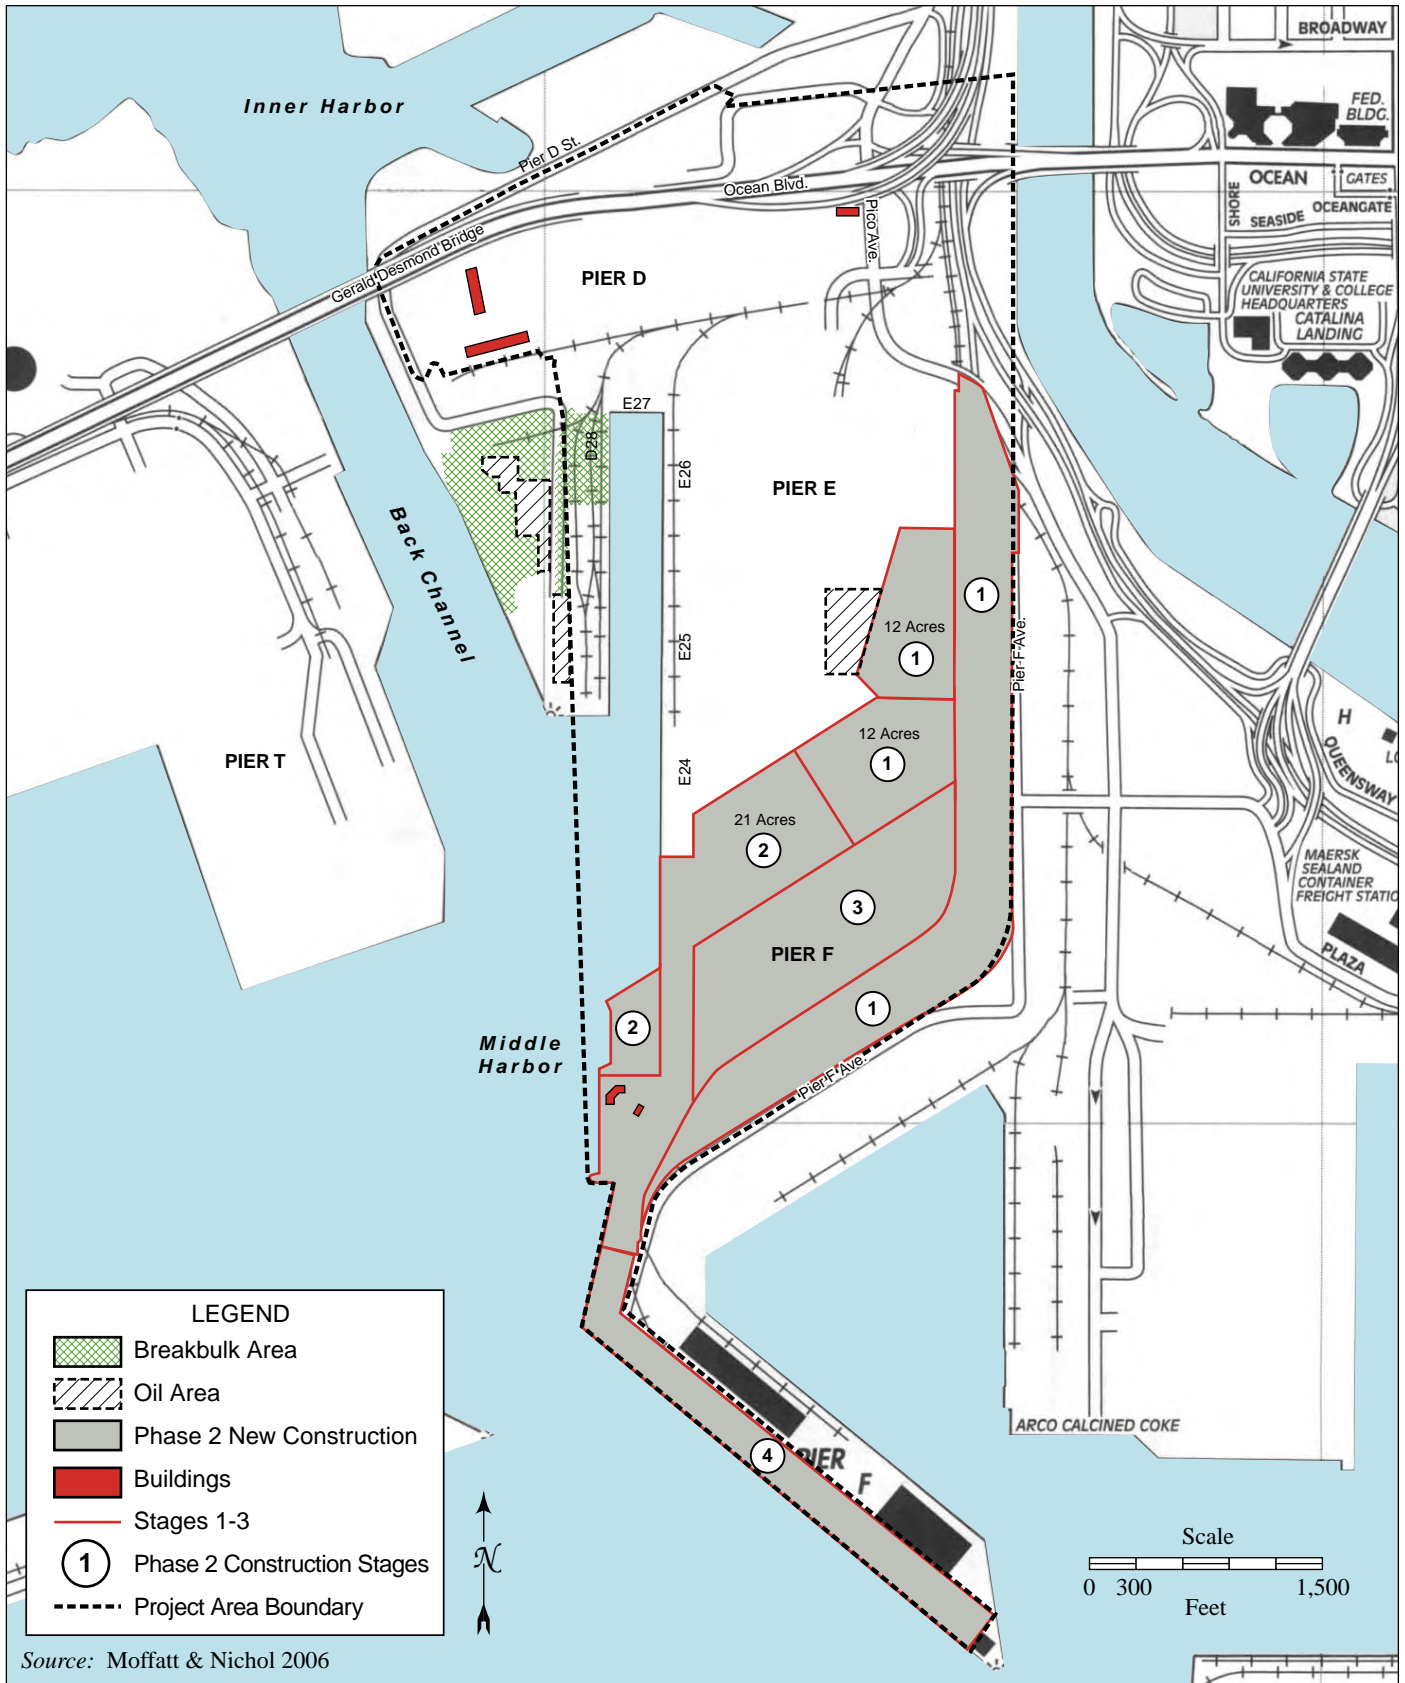 BROADWAY
Inner Harbor
FED.
BLDG.
Pier D St.
Ocean Blvd.
OCEAN
GATES
SHORE
OCEANGATE
SEASIDE
Pico Ave.
Gerald Desmond Bridge
PIER D
CALIFORNIA STATE
UNIVERSITY & COLLEGE
HEADQUARTERS
CATALINA
LANDING
E27
D28
E26
PIER E
Back Channel
1
12 Acres
1
E25
Pier F Ave.
12 Acres
1
H
QUEENSWAY
PIER T
E24
21 Acres
2
MAERSK
SEALAND
CONTAINER
FREIGHT STATIO
3
PIER F
PLAZA
1
2
Middle
Harbor
Pier F Ave.
LEGEND
Breakbulk Area
Oil Area
Phase 2 New Construction
Buildings
Stages 1-3
1 Phase 2 Construction Stages
Project Area Boundary
N
4
PIER
F
ARCO CALCINED COKE
Scale
0 300 1,500
Feet
Source: Moffatt & Nichol 2006